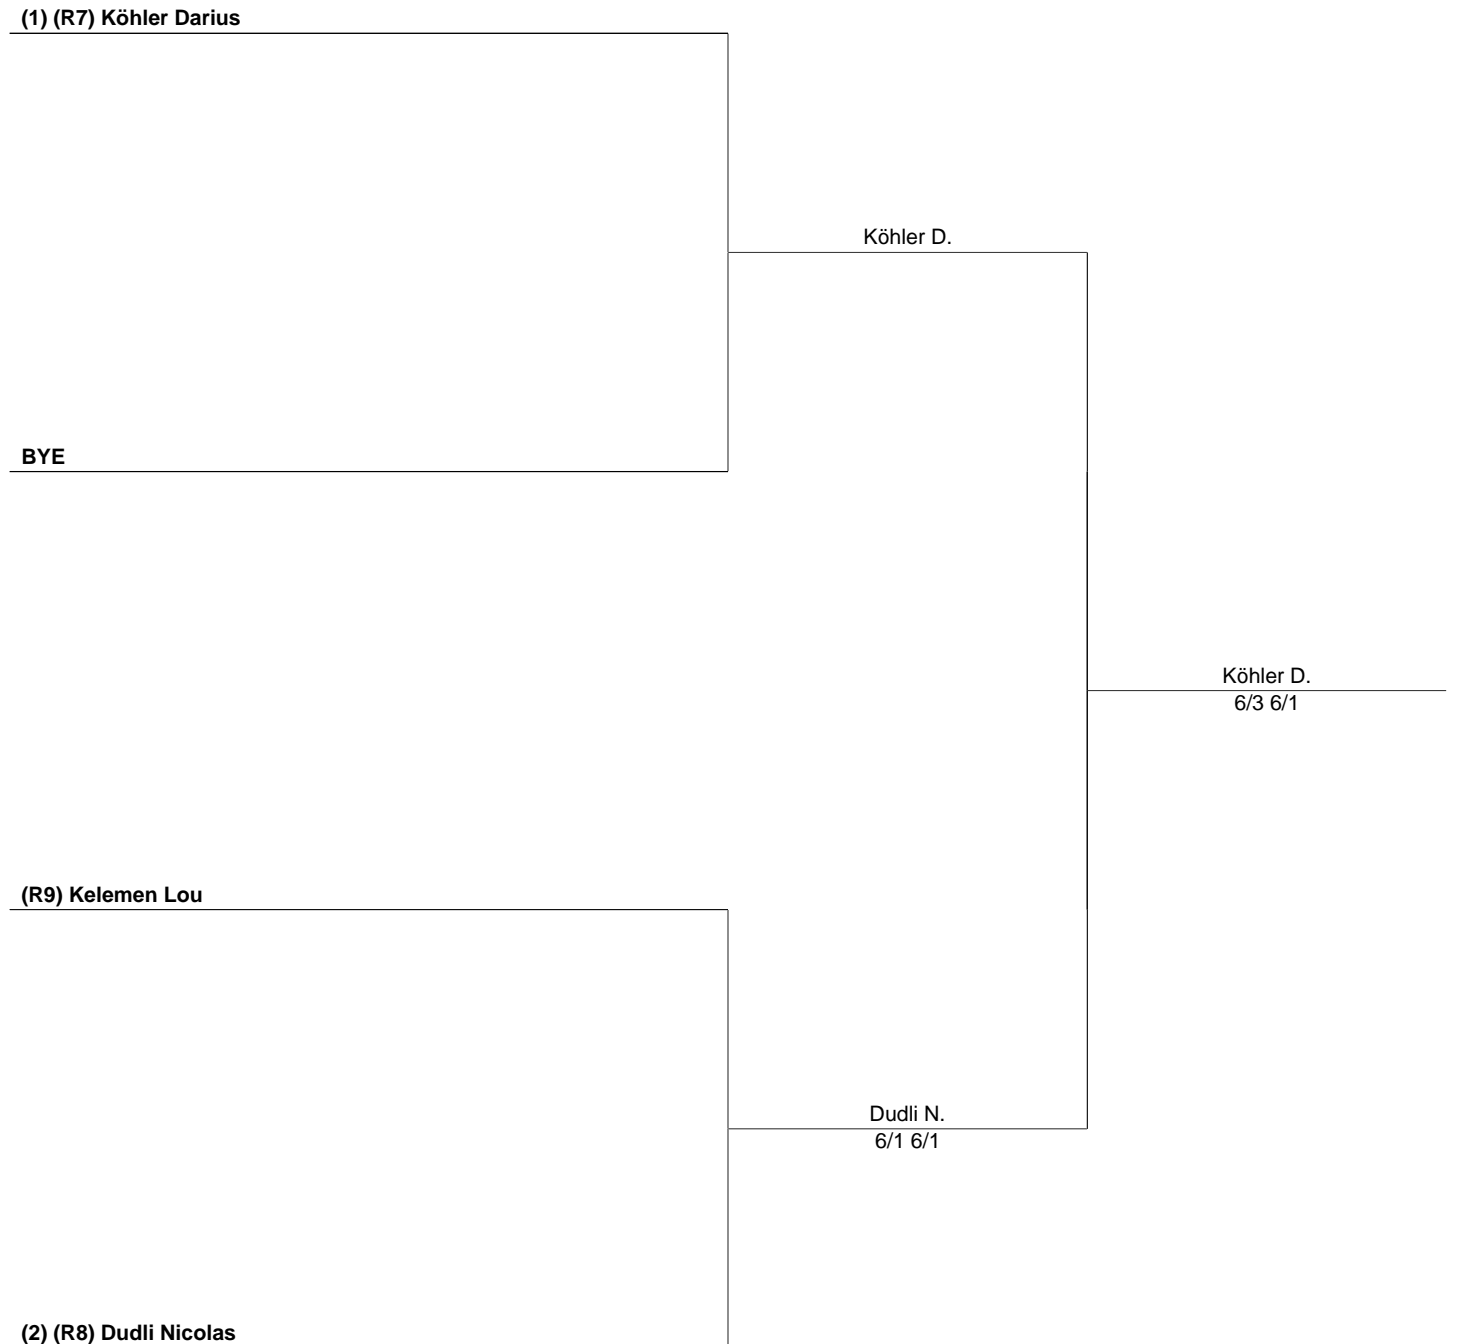 (1) (R7) Köhler Darius
Köhler D.
BYE
Köhler D.
6/3 6/1
(R9) Kelemen Lou
Dudli N.
6/1 6/1
(2) (R8) Dudli Nicolas